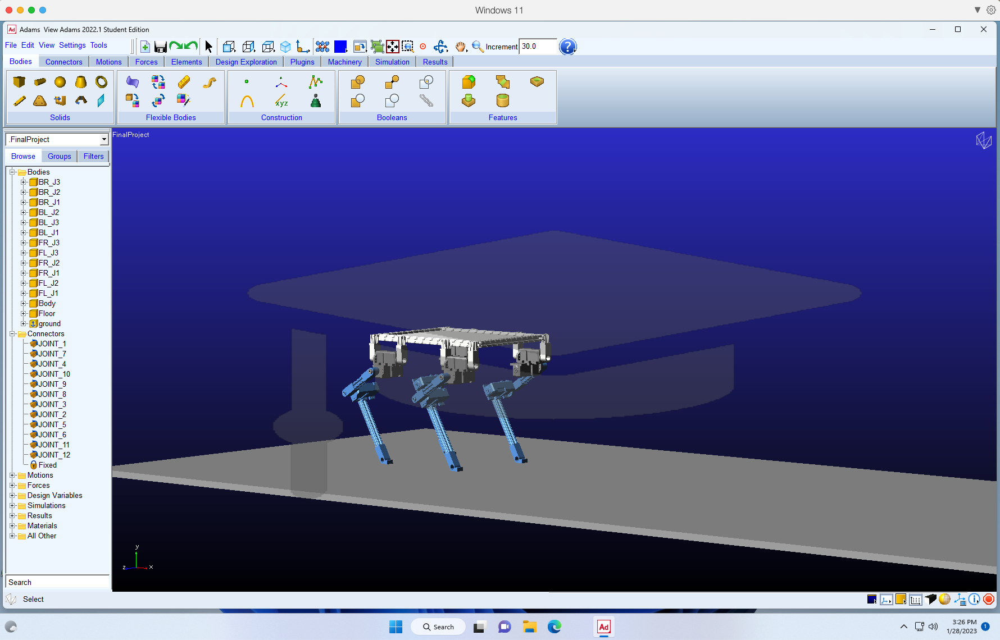 Windows 11
Ad Adams View Adams 2022.1 Student Edition
File Edit View Settings Tools
Increment 30.0
Bodies Connectors Motions Forces Elements Design Exploration Plugins Machinery Simulation Results
xyz
Solids Flexible Bodies Construction Booleans Features
.FinalProject
FinalProject
Browse Groups Filters
Bodies
BR_J3
BR_J2
BR_J1
BL_J2
BL_J3
BL_J1
FR_J3
FL_J3
FR_J2
FR_J1
FL_J2
FL_J1
Body
Floor
ground
Connectors
JOINT_1
JOINT_7
JOINT_4
JOINT_10
JOINT_9
JOINT_8
JOINT_3
JOINT_2
JOINT_5
JOINT_6
JOINT_11
JOINT_12
Fixed
Motions
Forces
Design Variables
Simulations
Results
Materials
All Other
y
z x
Search
Select
Search
Ad
3:26 PM
1/28/2023
1